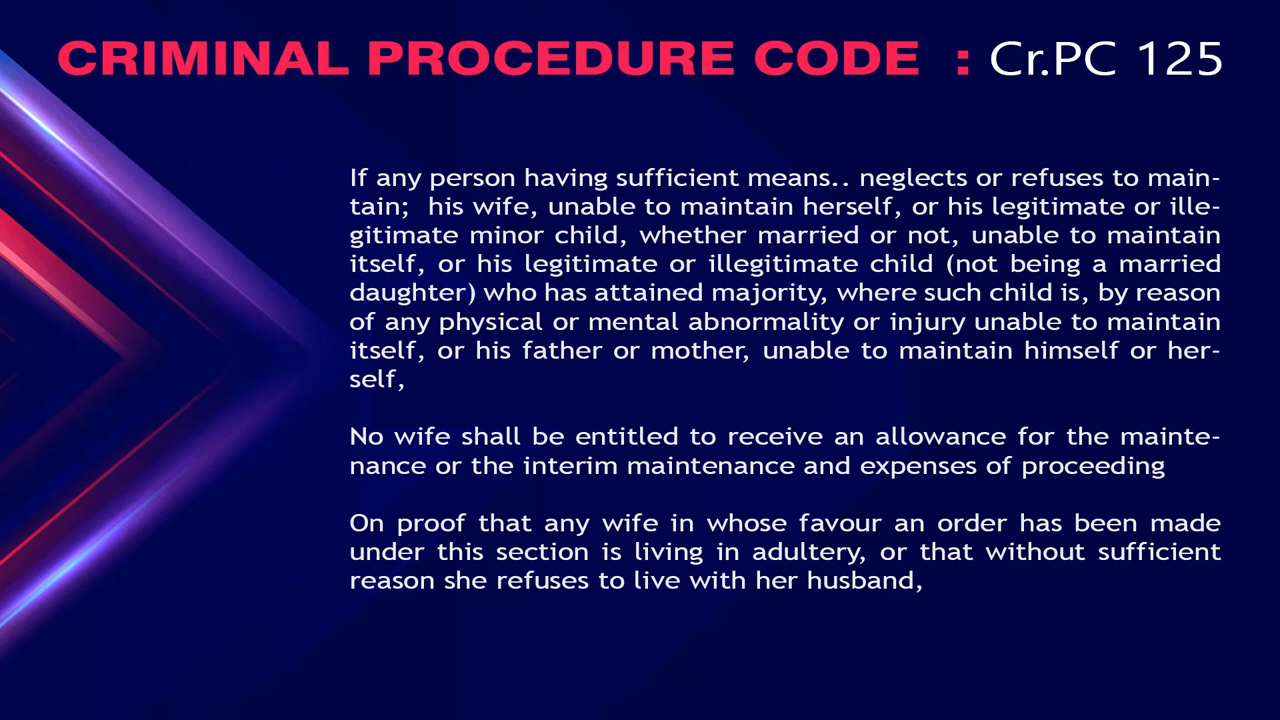 CRIMINAL PROCEDURE CODE : Cr.PC 125
If any person having sufficient means.. neglects or refuses to main-
tain; his wife, unable to maintain herself, or his legitimate or ille-
gitimate minor child, whether married or not, unable to maintain
itself, or his legitimate or illegitimate child (not being a married
daughter) who has attained majority, where such child is, by reason
of any physical or mental abnormality or injury unable to maintain
itself, or his father or mother, unable to maintain himself or her-
self,
No wife shall be entitled to receive an allowance for the mainte-
nance or the interim maintenance and expenses of proceeding
On proof that any wife in whose favour an order has been made
under this section is living in adultery, or that without sufficient
reason she refuses to live with her husband,